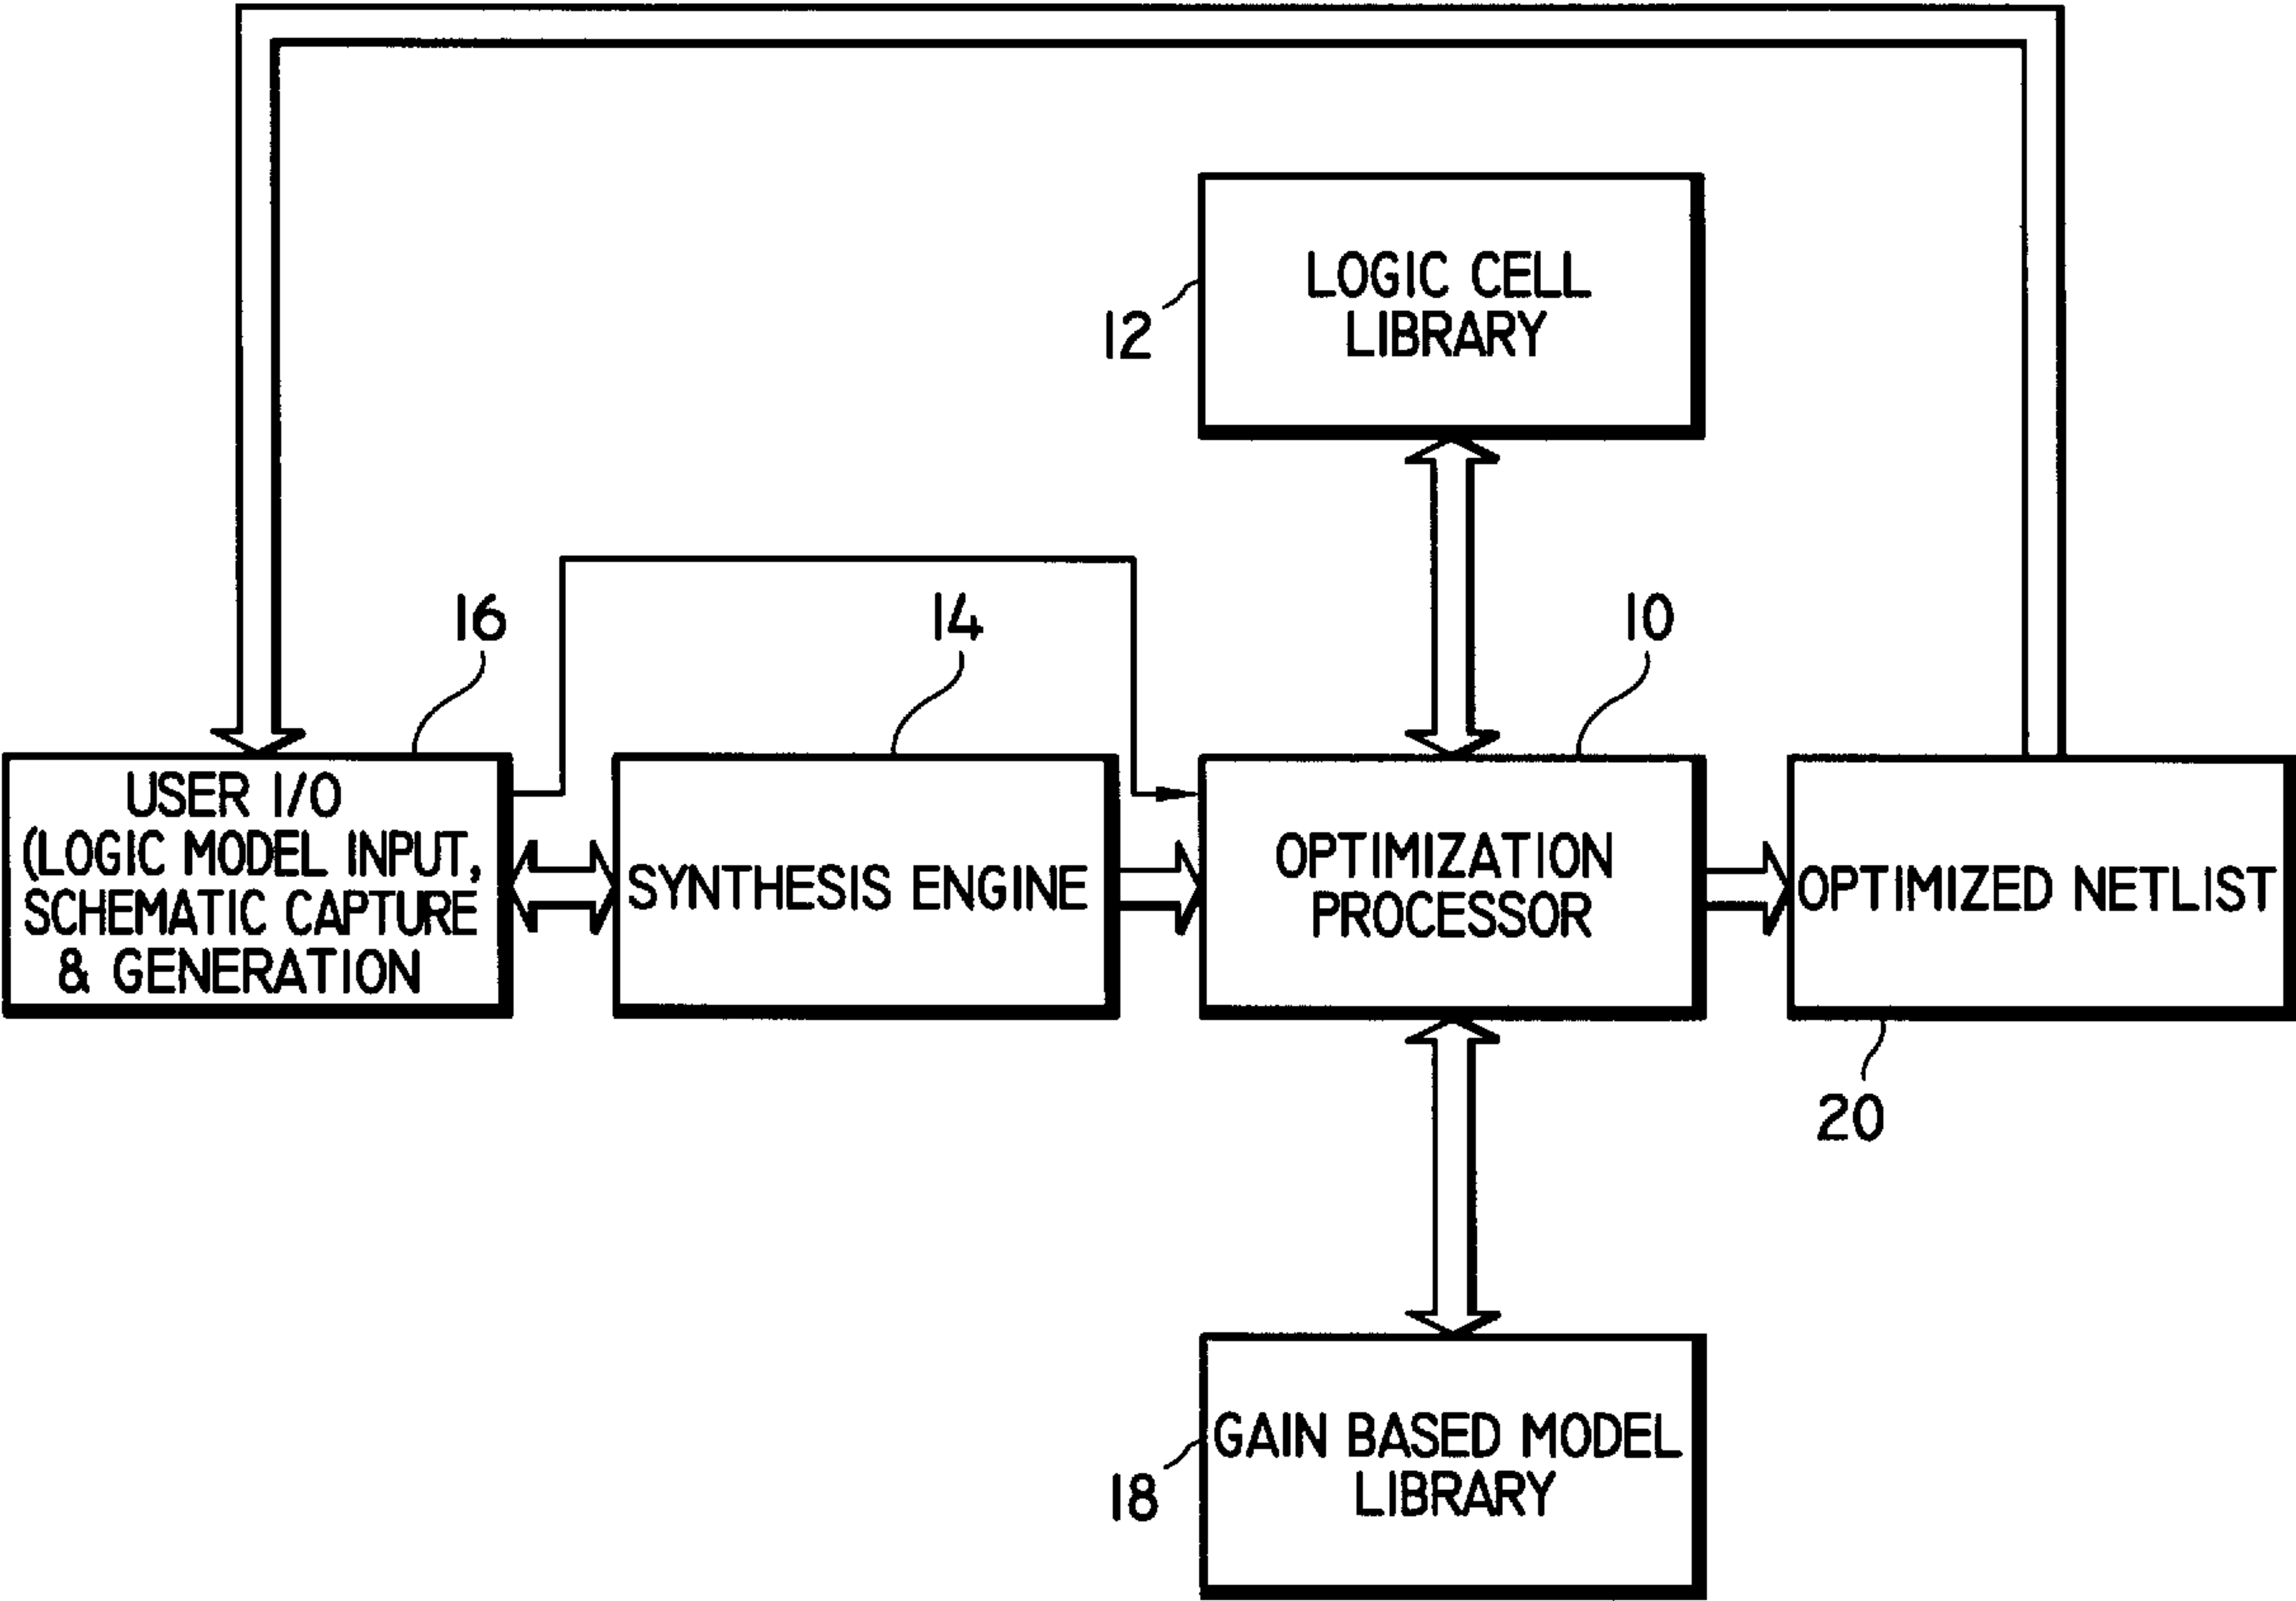 LOGIC CELL
LIBRARY
12
16
14
10
USER I/O
(LOGIC MODEL INPUT,
SCHEMATIC CAPTURE
& GENERATION
SYNTHESIS ENGINE
OPTIMIZATION
PROCESSOR
OPTIMIZED NETLIST
20
GAIN BASED MODEL
LIBRARY
18